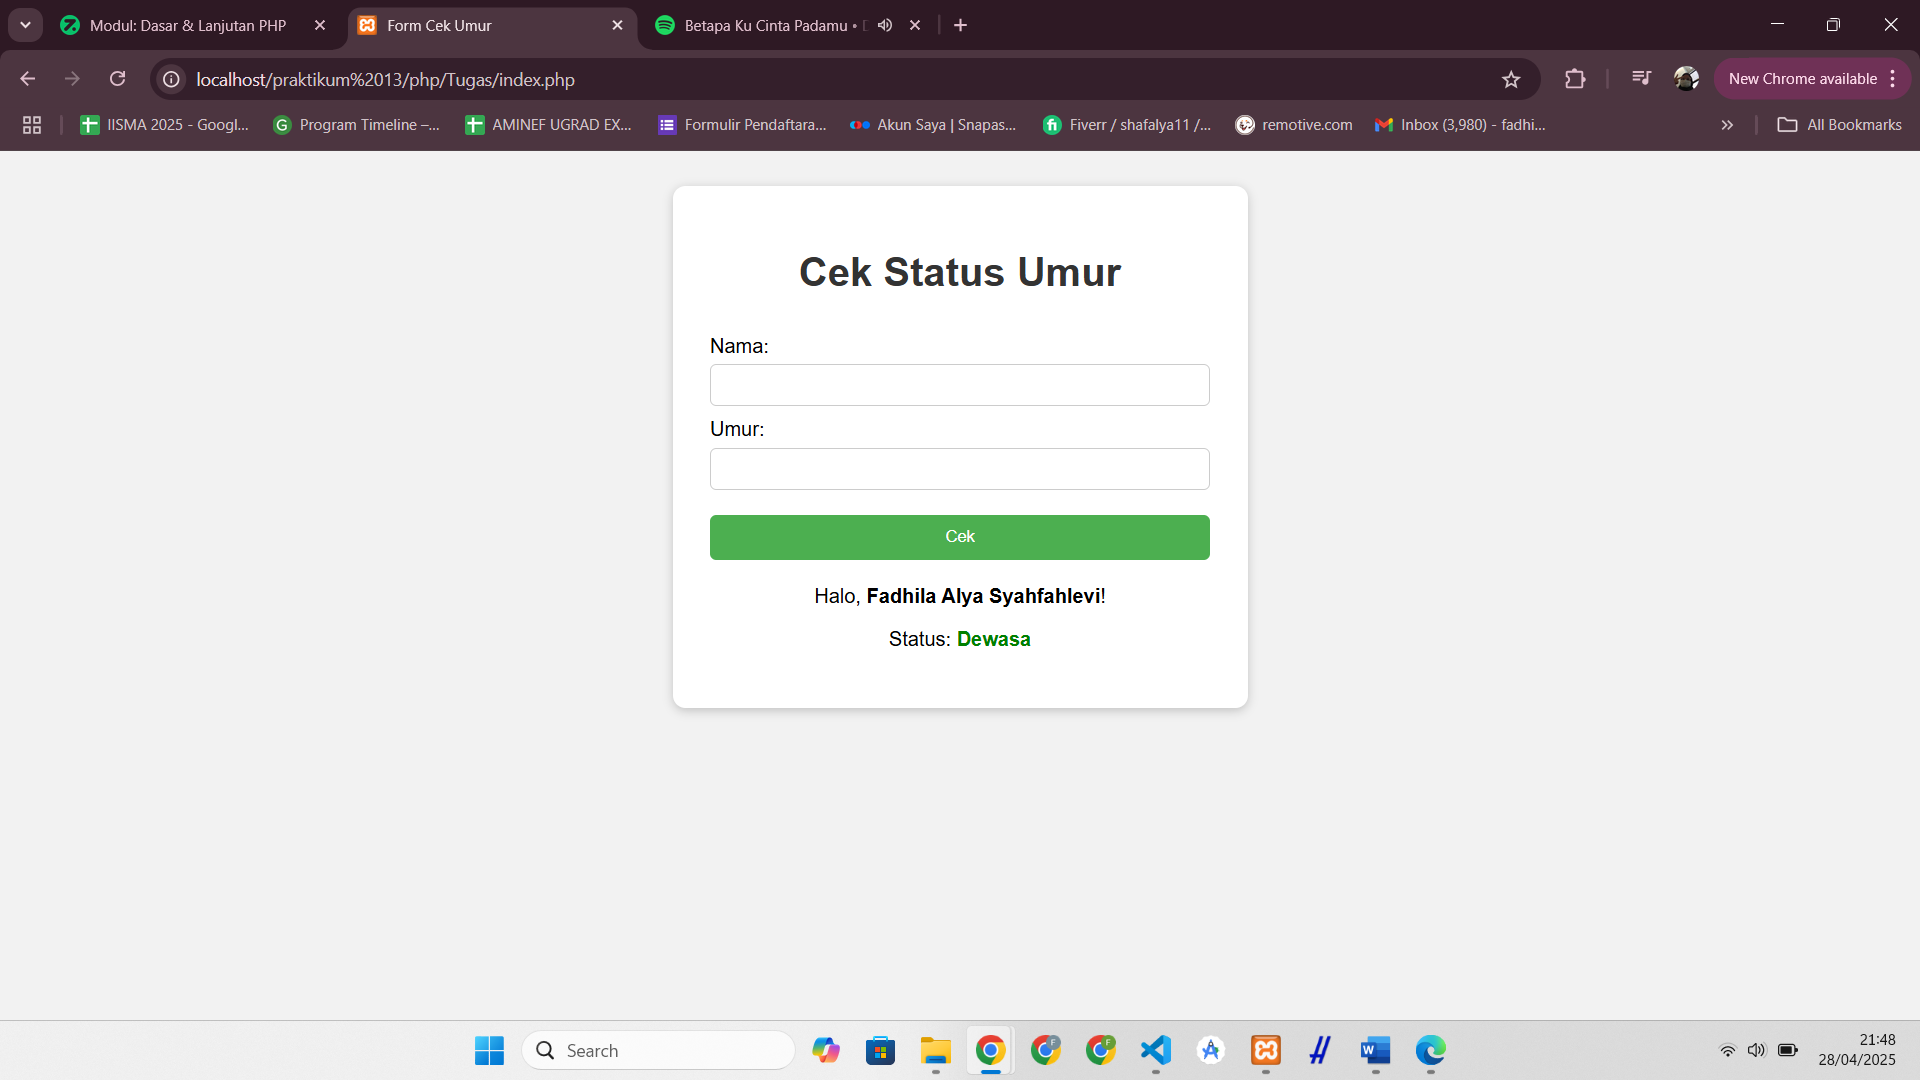 Modul: Dasar & Lanjutan PHP
Form Cek Umur
Betapa Ku Cinta Padamu •
localhost/praktikum%2013/php/Tugas/index.php
New Chrome available
IISMA 2025 - Googl...
Program Timeline –...
AMINEF UGRAD EX...
Formulir Pendaftara...
Akun Saya | Snapas...
Fiverr / shafalya11 /...
remotive.com
Inbox (3,980) - fadhi...
All Bookmarks
Cek Status Umur
Nama:
Umur:
Cek
Halo, Fadhila Alya Syahfahlevi!
Status: Dewasa
Search
21:48
28/04/2025